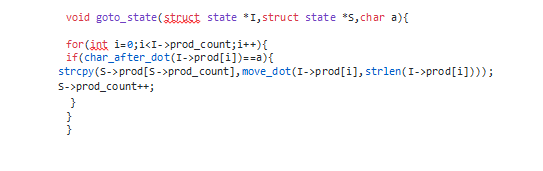 void goto_state(struct state *I,struct state *S,char a){
for(int i=0;i<I->prod_count;i++){
if(char_after_dot(I->prod[i])==a){
strcpy(S->prod[S->prod_count],move_dot(I->prod[i],strlen(I->prod[i])));
S->prod_count++;
}
}
}